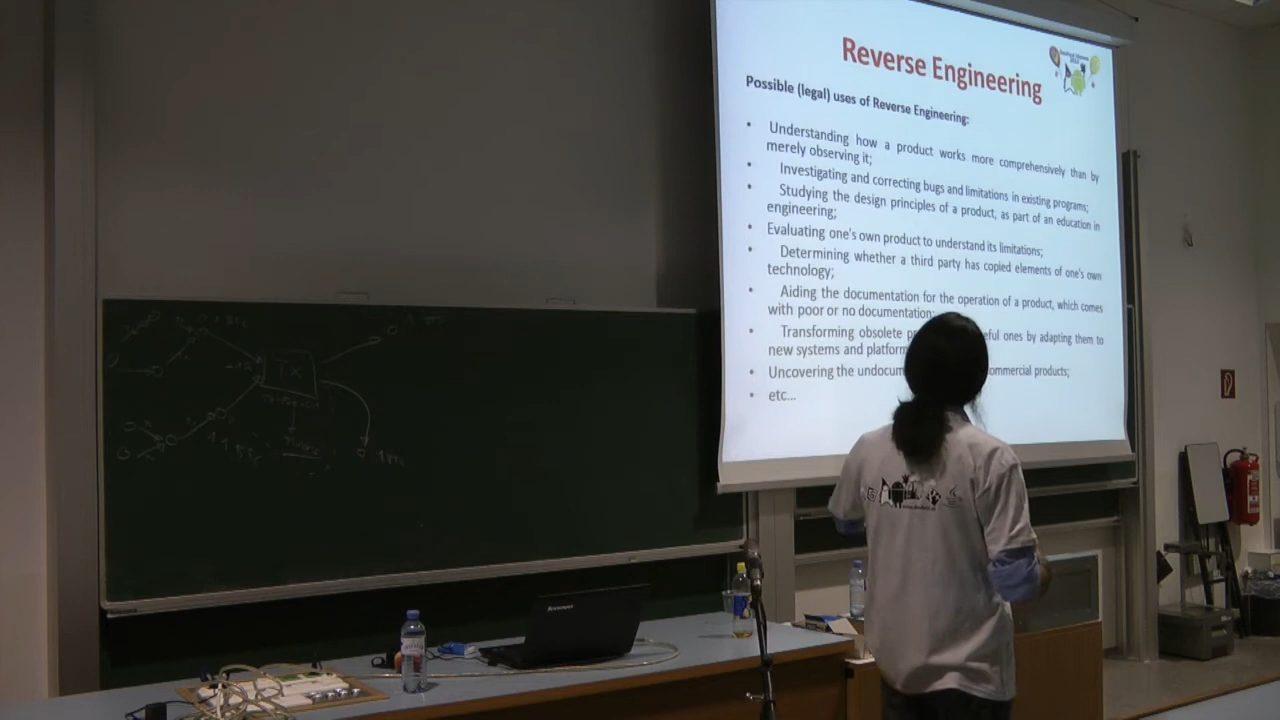 Reverse Engineering
Possible (legal) uses of Reverse Engineering:
• Understanding how a product works more comprehensively than by
merely observing it;
• Investigating and correcting bugs and limitations in existing programs;
• Studying the design principles of a product, as part of an education in
engineering;
• Evaluating one's own product to understand its limitations;
• Determining whether a third party has copied elements of one's own
technology;
• Aiding the documentation for the operation of a product, which comes
with poor or no documentation;
• Transforming obsolete ones by adapting them to
new systems and
• Uncovering the products;
• etc...
TX
lenovo